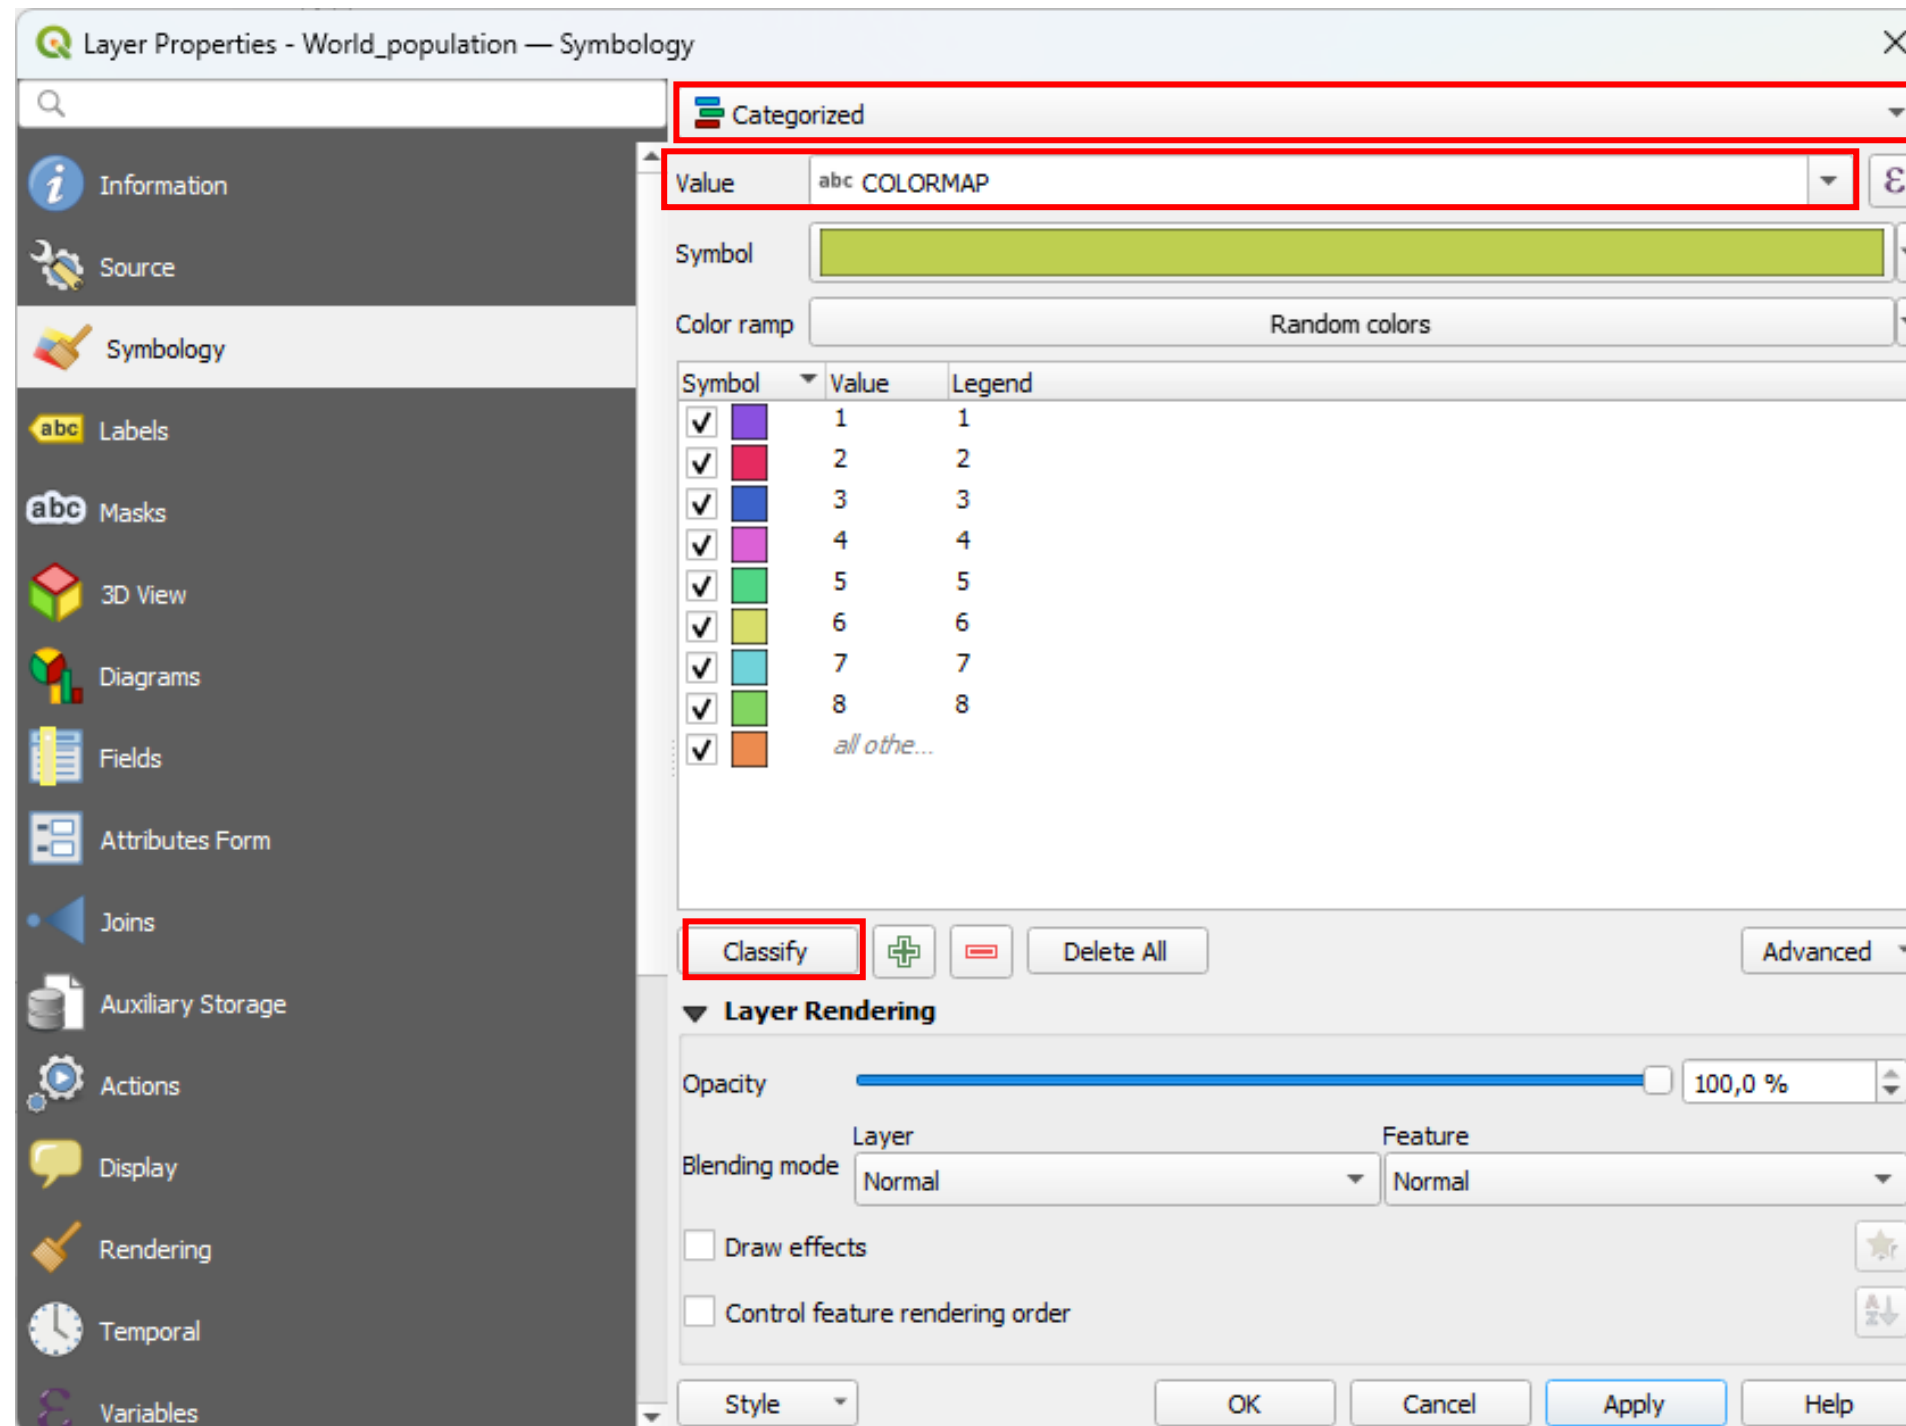 Layer Properties - World_population — Symbology
Categorized
Information
Value abc COLORMAP ε
Symbol
Source
Color ramp Random colors
Symbology
Symbol Value Legend
1 1
abc Labels
2 2
3 3
abc Masks
4 4
5 5
3D View
6 6
7 7
Diagrams
8 8
all othe...
Fields
Attributes Form
Joins
Classify Delete All Advanced
Auxiliary Storage
Layer Rendering
Actions
Opacity 100,0 %
Layer Feature
Blending mode Normal Normal
Display
Rendering
Draw effects
Control feature rendering order
Temporal
Variables
Style OK Cancel Apply Help